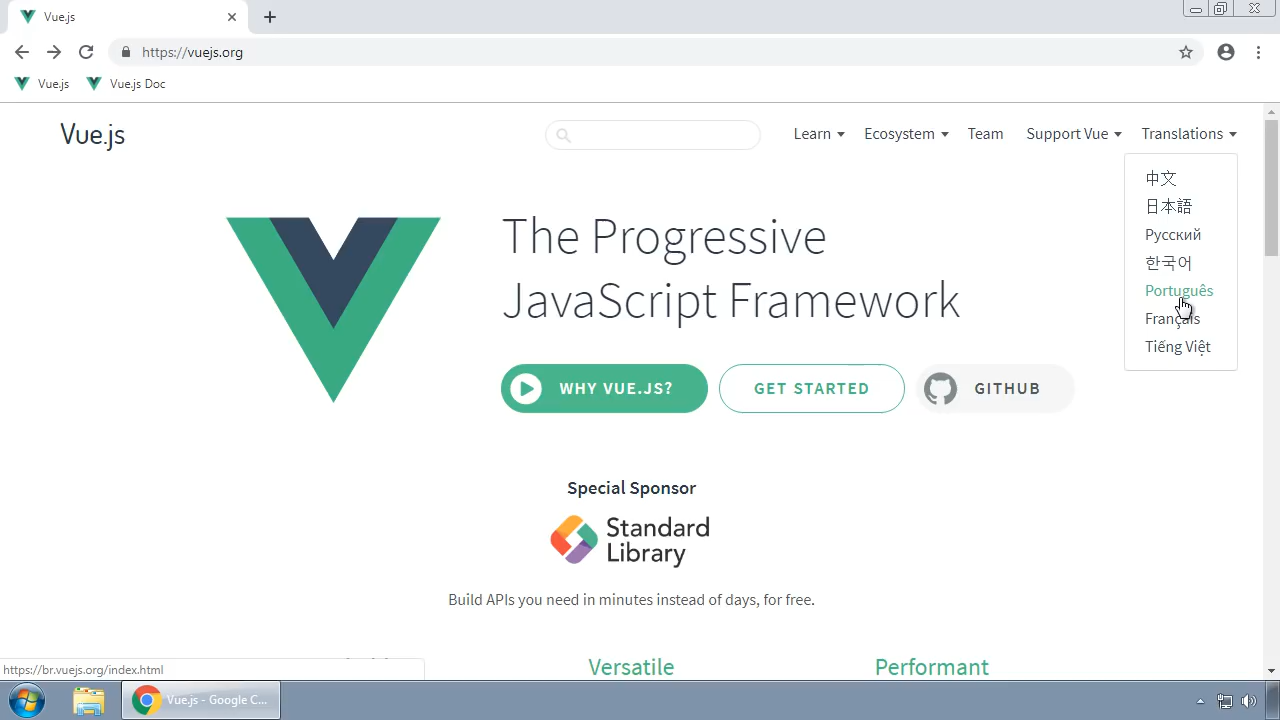 Vue.js
https://vuejs.org
Vue.js
Vue.js Doc
Vue.js
Learn
Ecosystem
Team
Support Vue
Translations
中文
日本語
Русский
한국어
Português
Français
Tiếng Việt
The Progressive
JavaScript Framework
WHY VUE.JS?
GET STARTED
GITHUB
Special Sponsor
Standard
Library
Build APIs you need in minutes instead of days, for free.
Versatile
Performant
https://br.vuejs.org/index.html
Vue.js - Google C...